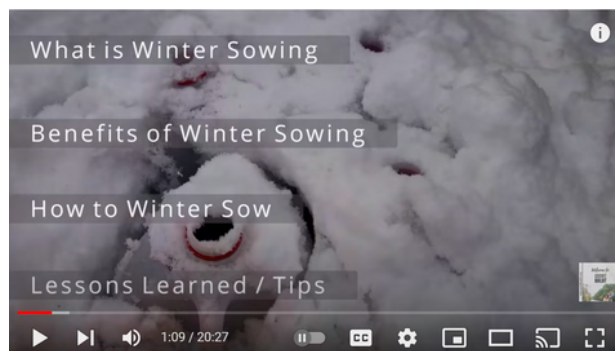 What is Winter Sowing
Benefits of Winter Sowing
How to Winter Sow
Lessons Learned / Tips
1:09 / 20:27
CC